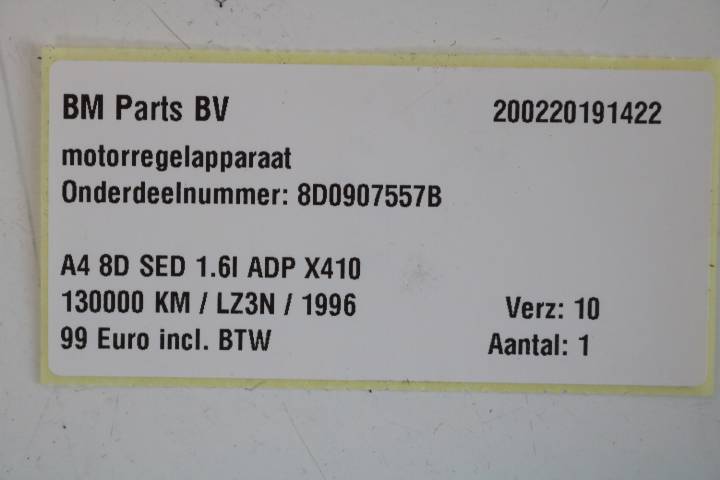 BM Parts BV 200220191422
motorregelapparaat
Onderdeelnummer: 8D0907557B
A4 8D SED 1.6I ADP X410
130000 KM / LZ3N / 1996 Verz: 10
99 Euro incl. BTW Aantal: 1